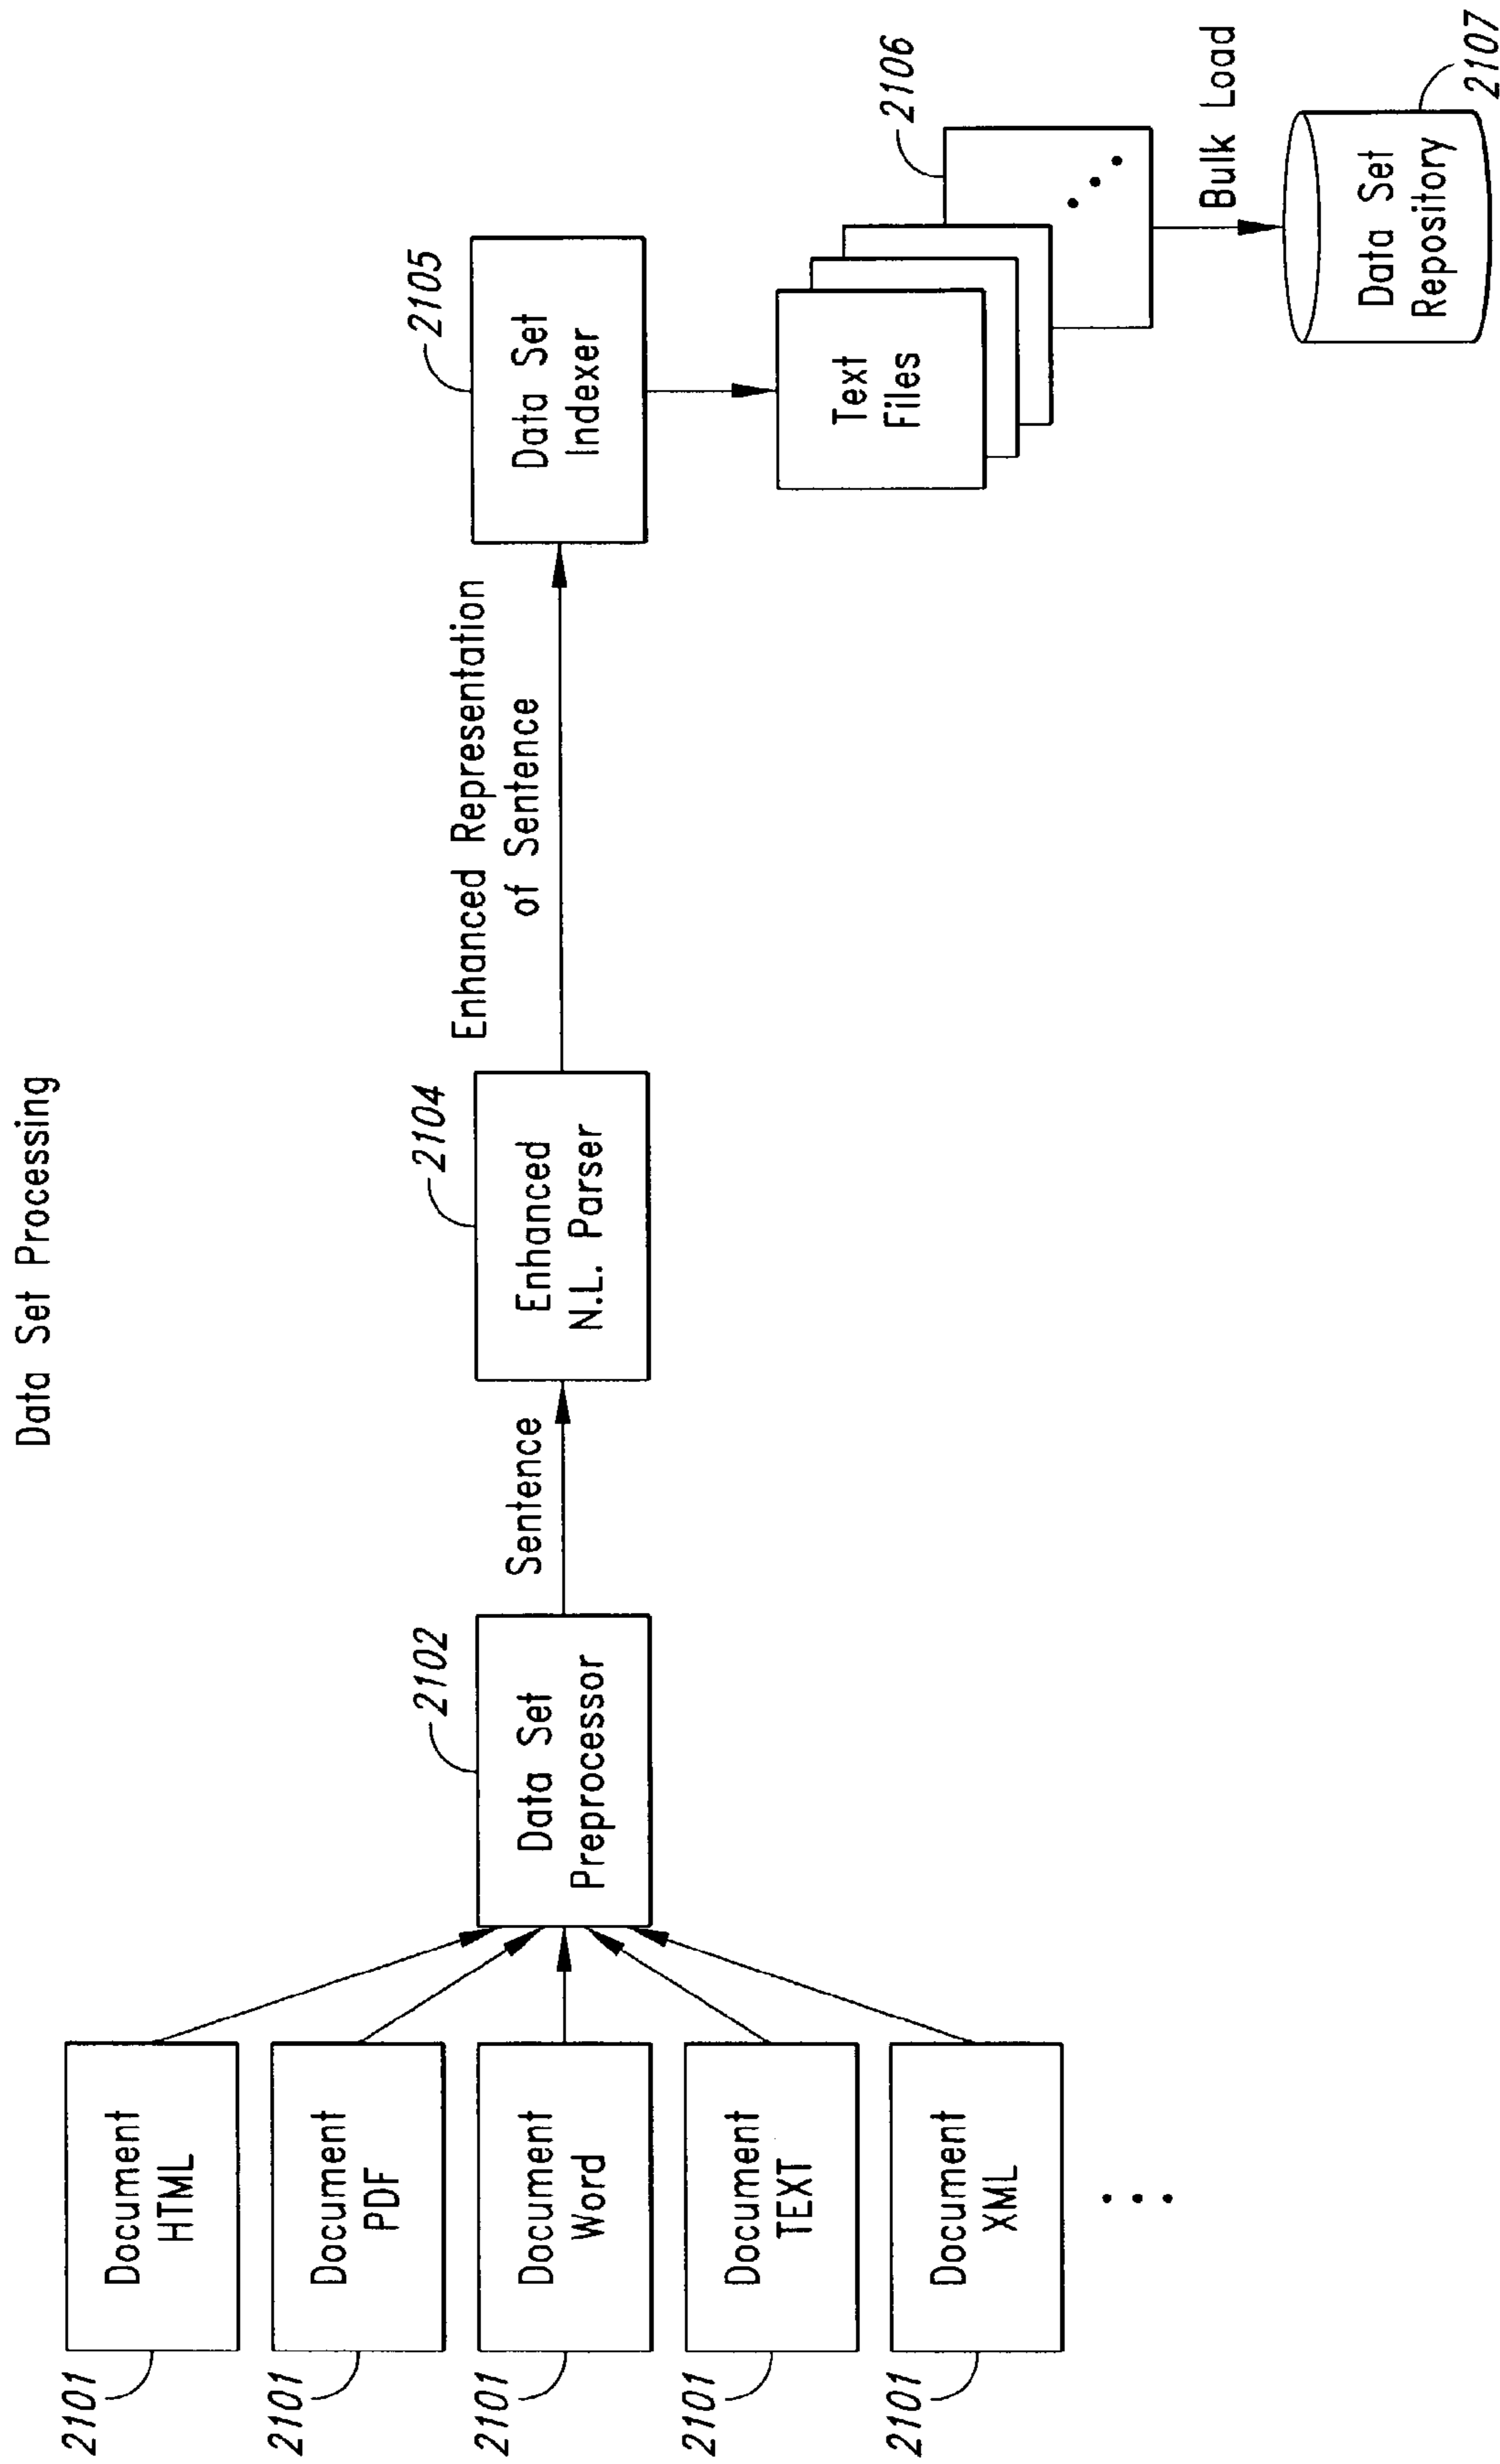 Data Set Processing
2101
Document
HTML
2101
Document
PDF
2101
Document
Word
2101
Document
TEXT
2101
Document
XML
2102
Data Set
Preprocessor
Sentence
2104
Enhanced
N.L. Parser
Enhanced Representation
of Sentence
2105
Data Set
Indexer
Text
Files
2106
Bulk Load
Data Set
Repository
2107